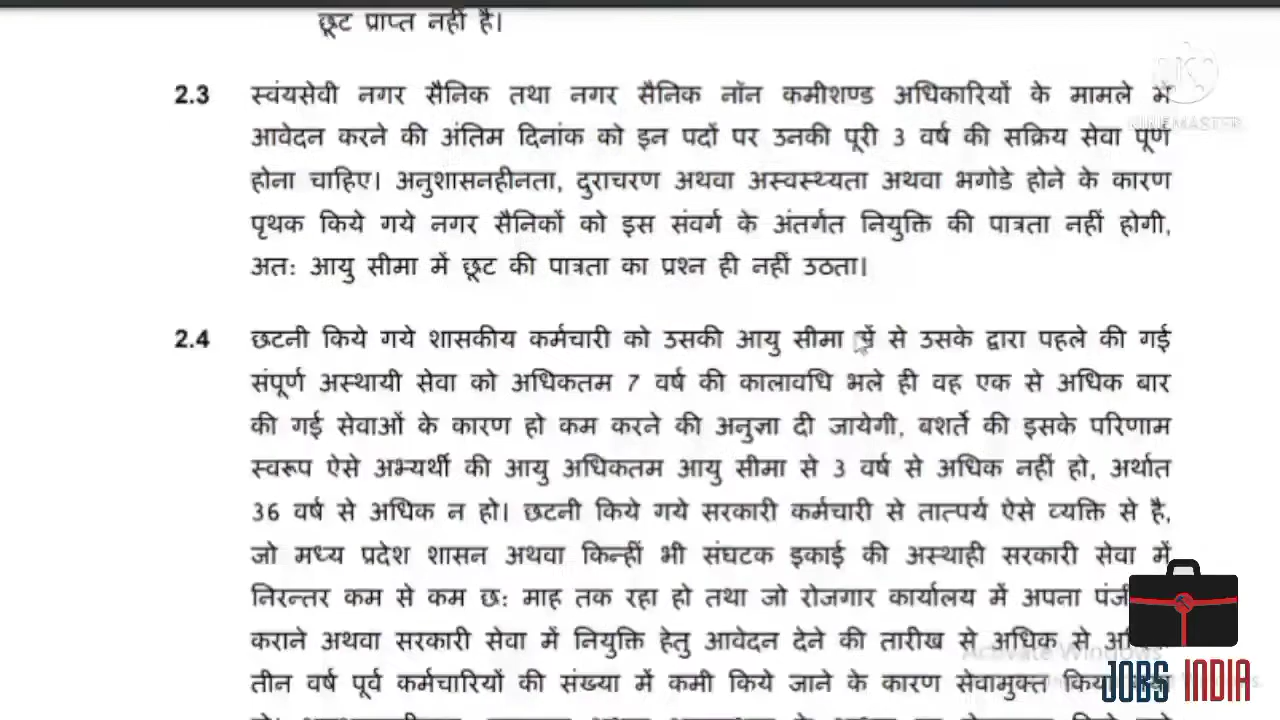 छूट प्राप्त नहीं है।
KINEMASTER
2.3 स्वंयसेवी नगर सैनिक तथा नगर सैनिक नॉन कमीशण्ड अधिकारियों के मामले में
आवेदन करने की अंतिम दिनांक को इन पदों पर उनकी पूरी 3 वर्ष की सक्रिय सेवा पूर्ण
होना चाहिए। अनुशासनहीनता, दुराचरण अथवा अस्वस्थ्यता अथवा भगोडे होने के कारण
पृथक किये गये नगर सैनिकों को इस संवर्ग के अंतर्गत नियुक्ति की पात्रता नहीं होगी,
अतः आयु सीमा में छूट की पात्रता का प्रश्न ही नहीं उठता।
2.4 छटनी किये गये शासकीय कर्मचारी को उसकी आयु सीमा में से उसके द्वारा पहले की गई
संपूर्ण अस्थायी सेवा को अधिकतम 7 वर्ष की कालावधि भले ही वह एक से अधिक बार
की गई सेवाओं के कारण हो कम करने की अनुज्ञा दी जायेगी, बशर्ते की इसके परिणाम
स्वरूप ऐसे अभ्यर्थी की आयु अधिकतम आयु सीमा से 3 वर्ष से अधिक नहीं हो, अर्थात
36 वर्ष से अधिक न हो। छटनी किये गये सरकारी कर्मचारी से तात्पर्य ऐसे व्यक्ति से है,
जो मध्य प्रदेश शासन अथवा किन्हीं भी संघटक इकाई की अस्थाही सरकारी सेवा में
निरन्तर कम से कम छः माह तक रहा हो तथा जो रोजगार कार्यालय में अपना
कराने अथवा सरकारी सेवा में नियुक्ति हेतु आवेदन देने की तारीख से अधिक से
Activate Windows
तीन वर्ष पूर्व कर्मचारियों की संख्या में कमी किये जाने के कारण सेवामुक्त
JOBS INDIA